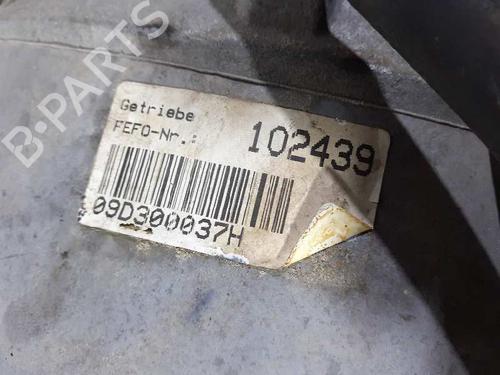 B-PARTS
Getriebe
FEFO-Nr.: 102439
09D300037H